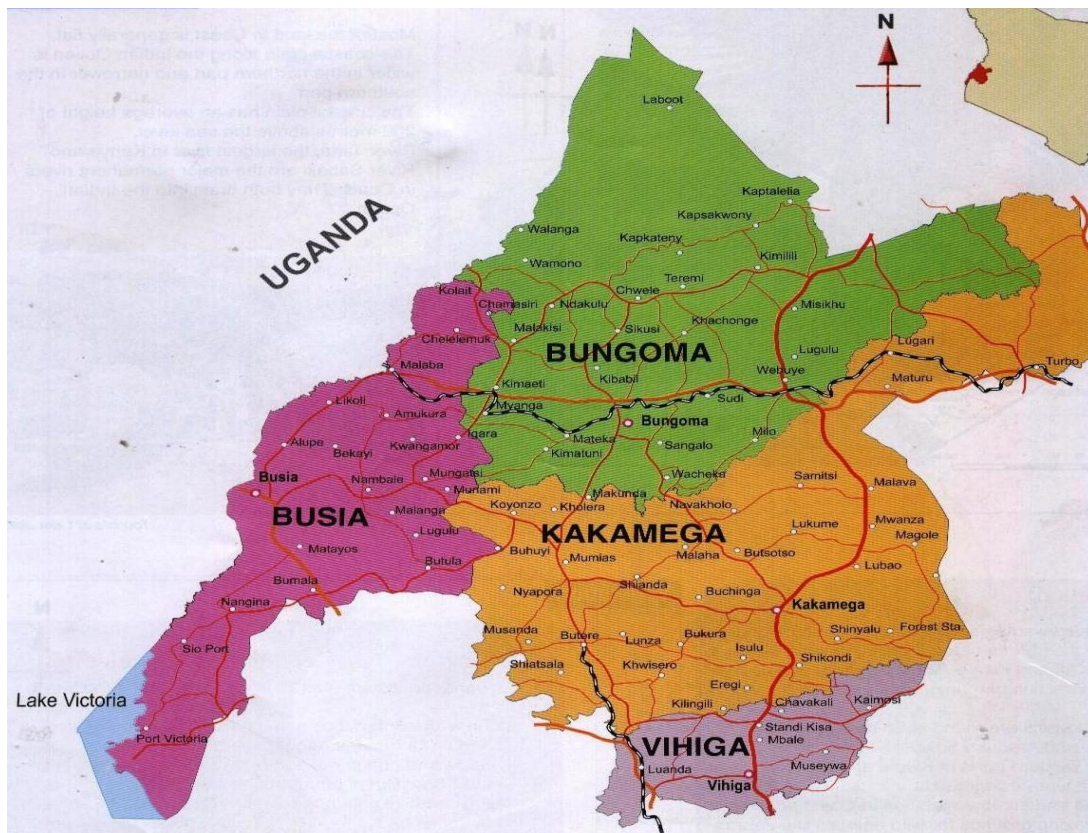 N
Laboot
UGANDA
Kaptalelia
Kapsakwony
Walanga
Kapkateny
Wamono
Kimilili
Teremi
Kolait
Chwele
Chamasiri
Ndakulu
Misikhu
Malakisi
Sikusi
Khachonge
Chelelemuk
BUNGOMA
Lugulu
Lugari
Malaba
Kibabil
Webuye
Turbo
Kimaeti
Maturu
Likoli
Myanga
Sudi
Amukura
Bungoma
Alupe
Igara
Mateka
Milo
Kwangamor
Sangalo
Bekayi
Kimatuni
Busia
Mungatsi
Wacheka
Samitsi
Nambale
Munami
Makunda
Malava
BUSIA
Malanga
Koyonzo
Kholera
Navakholo
KAKAMEGA
Lukume
Mwanza
Lugulu
Magole
Matayos
Buhuyi
Malaha
Butsotso
Butula
Mumias
Lubao
Bumala
Shianda
Nyapora
Buchinga
Nangina
Kakamega
Musanda
Butere
Lunza
Bukura
Shinyalu
Forest Sta.
Sio Port
Isulu
Shiatsala
Khwisero
Shikondi
Eregi
Lake Victoria
Kilingili
Chavakali
Kaimosi
Port Victoria
Standi Kisa
VIHIGA
Mbale
Luanda
Museywa
Vihiga